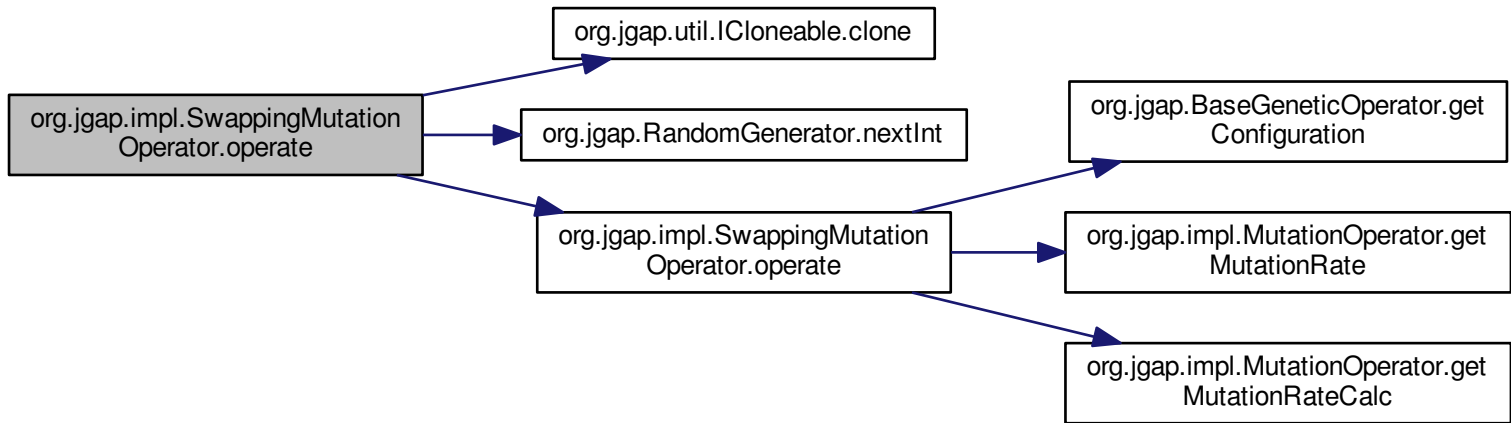 org.jgap.impl.SwappingMutation
Operator.operate
org.jgap.util.ICloneable.clone
org.jgap.RandomGenerator.nextInt
org.jgap.impl.SwappingMutation
Operator.operate
org.jgap.BaseGeneticOperator.get
Configuration
org.jgap.impl.MutationOperator.get
MutationRate
org.jgap.impl.MutationOperator.get
MutationRateCalc